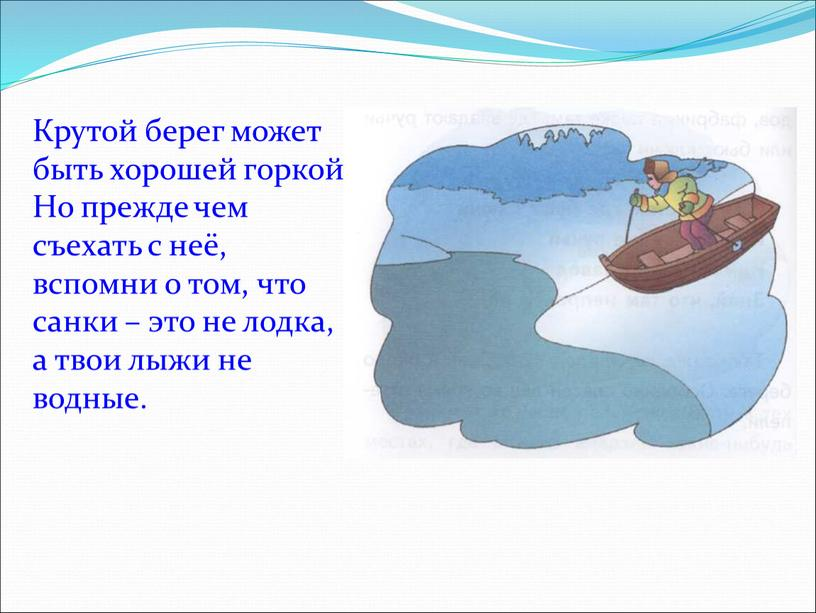 Крутой берег может
быть хорошей горкой
Но прежде чем
съехать с неё,
вспомни о том, что
санки – это не лодка,
а твои лыжи не
водные.